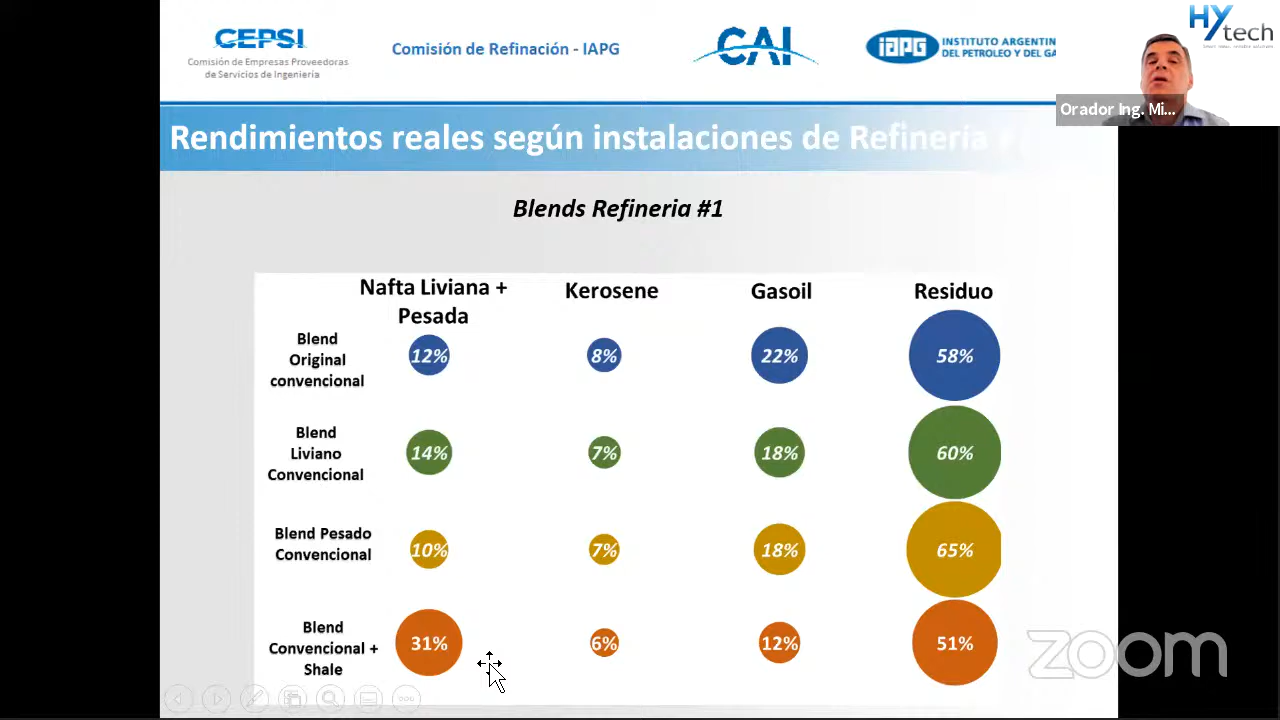 CEPSI
Comisión de Empresas Proveedoras
de Servicios de Ingeniería
Comisión de Refinación - IAPG
CAI
iAPG
INSTITUTO ARGENTIN
DEL PETROLEO Y DEL GA
HYtech
Orador Ing. Mi...
Rendimientos reales según instalaciones de Refinería
Blends Refineria #1
Nafta Liviana +
Pesada
Kerosene
Gasoil
Residuo
Blend
Original
convencional
12%
8%
22%
58%
Blend
Liviano
Convencional
14%
7%
18%
60%
Blend Pesado
Convencional
10%
7%
18%
65%
Blend
Convencional +
Shale
31%
6%
12%
51%
zoom